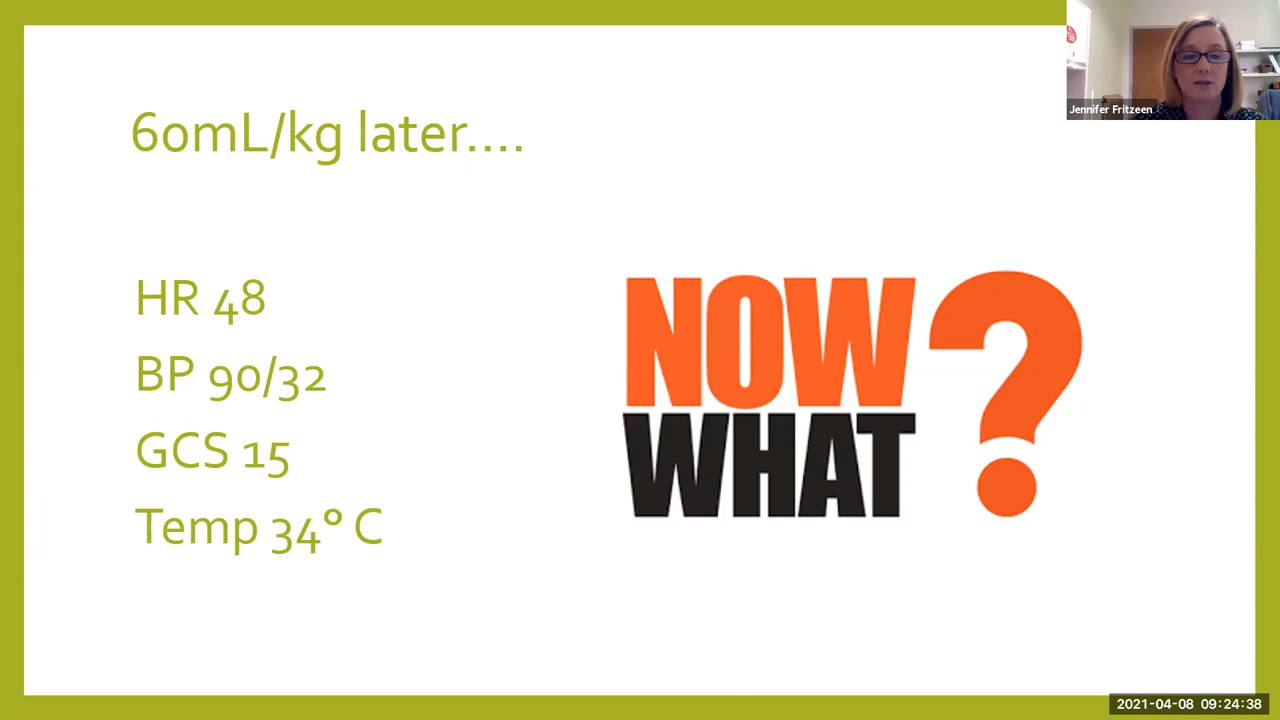 60mL/kg later....
Jennifer Fritzeen
HR 48
BP 90/32
GCS 15
Temp 34° C
NOW
WHAT
?
2021-04-08 09:24:38